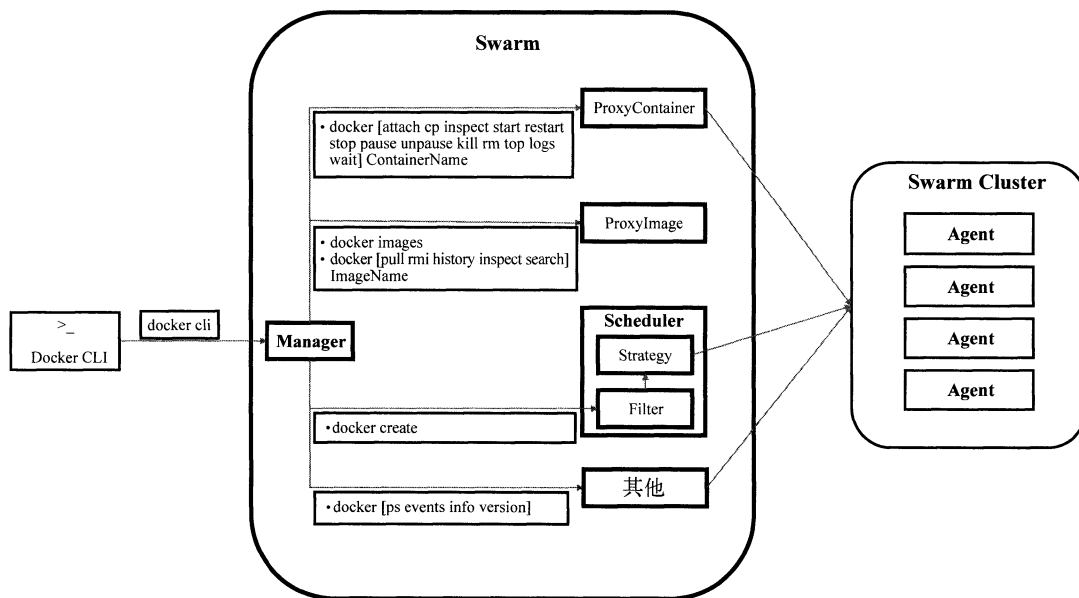 Swarm
ProxyContainer
• docker [attach cp inspect start restart
stop pause unpause kill rm top logs
wait] ContainerName
ProxyImage
• docker images
• docker [pull rmi history inspect search]
ImageName
>_
Docker CLI
docker cli
Manager
Scheduler
Strategy
Filter
•docker create
其他
•docker [ps events info version]
Swarm Cluster
Agent
Agent
Agent
Agent